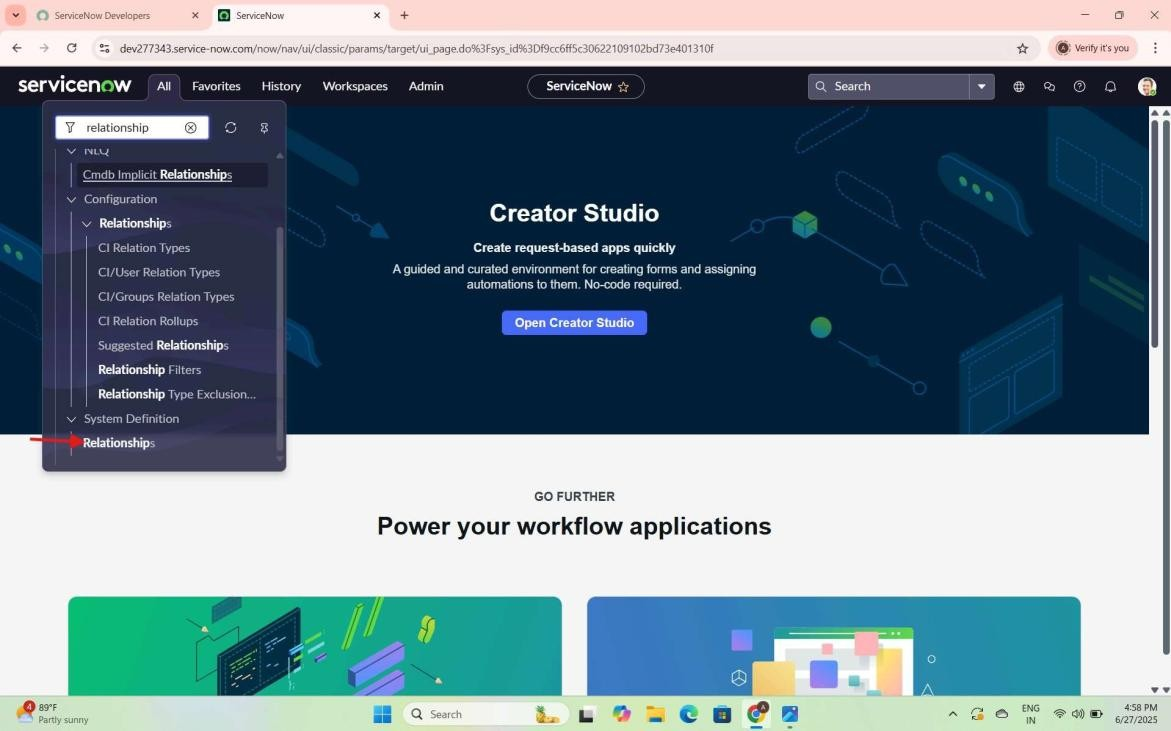 ServiceNow Developers
ServiceNow
dev277343.service-now.com/now/nav/ui/classic/params/target/ui_page.do%3Fsys_id%3Df9cc6ff5c30622109102bd73e401310f
Verify it's you
servicenow
All
Favorites
History
Workspaces
Admin
ServiceNow
Search
relationship
NLQ
Cmdb Implicit Relationships
Configuration
Relationships
CI Relation Types
CI/User Relation Types
CI/Groups Relation Types
CI Relation Rollups
Suggested Relationships
Relationship Filters
Relationship Type Exclusion...
System Definition
Relationships
Creator Studio
Create request-based apps quickly
A guided and curated environment for creating forms and assigning
automations to them. No-code required.
Open Creator Studio
GO FURTHER
Power your workflow applications
4
89°F
Partly sunny
Search
A
ENG
IN
4:58 PM
6/27/2025